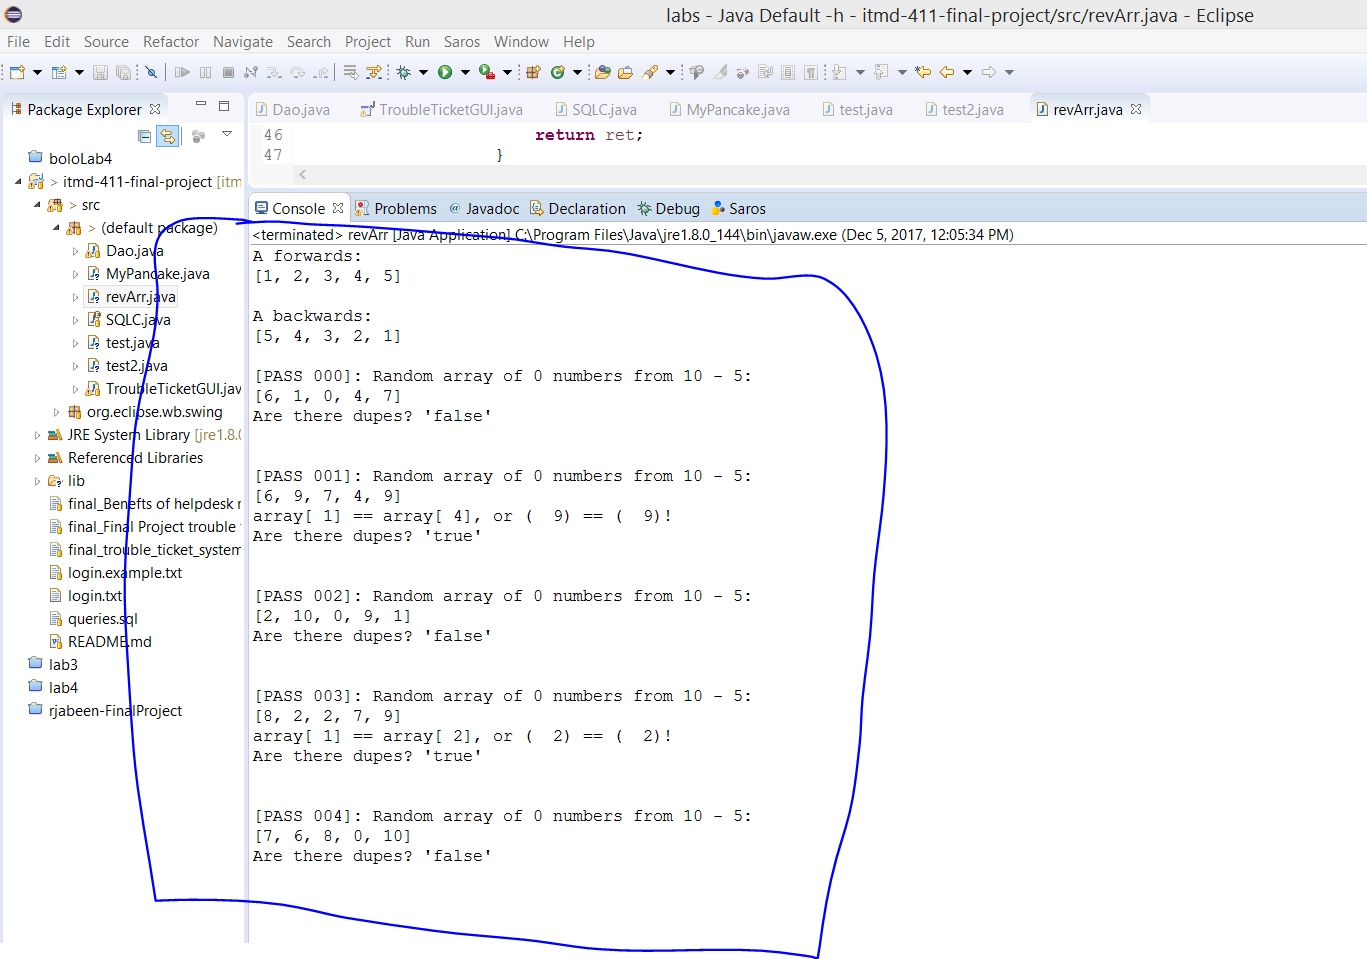 labs - Java Default -h - itmd-411-final-project/src/revArr.java - Eclipse
File Edit Source Refactor Navigate Search Project Run Saros Window Help
Package Explorer
boloLab4
> itmd-411-final-project [itm
> src
> (default package)
Dao.java
MyPancake.java
revArr.java
SQLC.java
test.java
test2.java
TroubleTicketGUI.jav
org.eclipse.wb.swing
JRE System Library [jre1.8.0
Referenced Libraries
lib
final_Benefts of helpdesk r
final_Final Project trouble
final_trouble_ticket_system
login.example.txt
login.txt
queries.sql
README.md
lab3
lab4
rjabeen-FinalProject
Dao.java TroubleTicketGUI.java SQLC.java MyPancake.java test.java test2.java revArr.java
46 return ret;
47 }
Console Problems @ Javadoc Declaration Debug Saros
<terminated> revArr [Java Application] C:\Program Files\Java\jre1.8.0_144\bin\javaw.exe (Dec 5, 2017, 12:05:34 PM)
A forwards:
[1, 2, 3, 4, 5]
A backwards:
[5, 4, 3, 2, 1]
[PASS 000]: Random array of 0 numbers from 10 - 5:
[6, 1, 0, 4, 7]
Are there dupes? 'false'
[PASS 001]: Random array of 0 numbers from 10 - 5:
[6, 9, 7, 4, 9]
array[ 1] == array[ 4], or (  9) == (  9)!
Are there dupes? 'true'
[PASS 002]: Random array of 0 numbers from 10 - 5:
[2, 10, 0, 9, 1]
Are there dupes? 'false'
[PASS 003]: Random array of 0 numbers from 10 - 5:
[8, 2, 2, 7, 9]
array[ 1] == array[ 2], or (  2) == (  2)!
Are there dupes? 'true'
[PASS 004]: Random array of 0 numbers from 10 - 5:
[7, 6, 8, 0, 10]
Are there dupes? 'false'